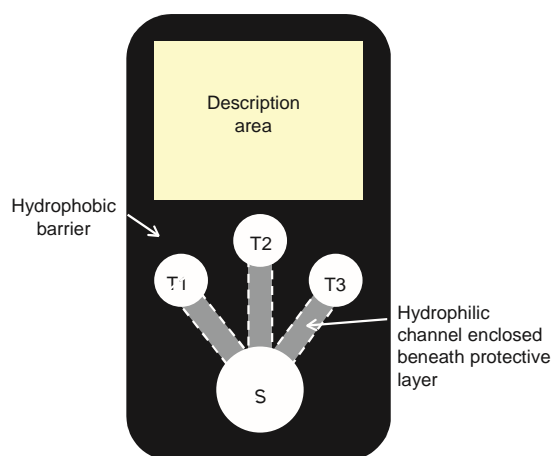 Description
area
Hydrophobic
barrier
T2
T1
T3
Hydrophilic
channel enclosed
beneath protective
layer
S